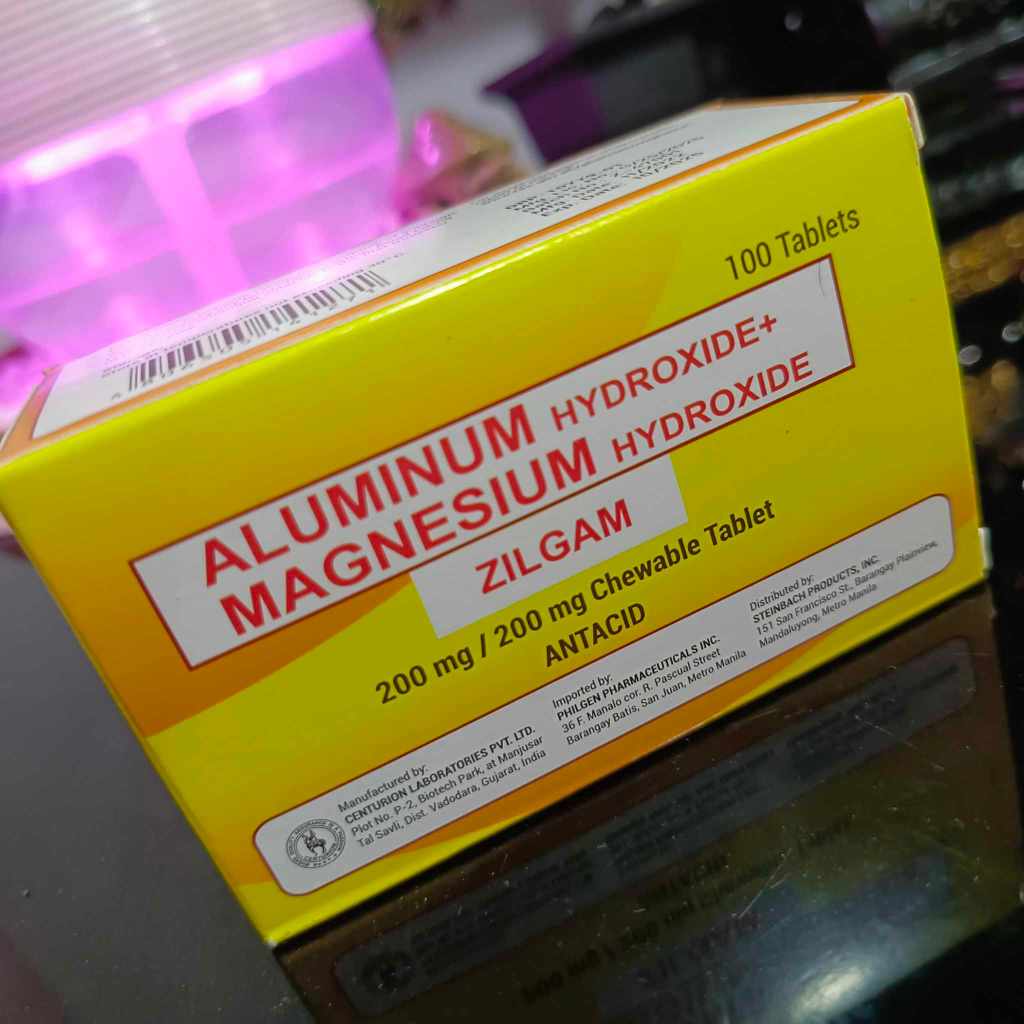 Exp. Date
100 Tablets
ALUMINUM HYDROXIDE+
MAGNESIUM HYDROXIDE
ZILGAM
200 mg / 200 mg Chewable Tablet
ANTACID
Manufactured by:
CENTURION LABORATORIES PVT. LTD.
Plot No. P-2, Biotech Park, at Manjusar
Tal Savli, Dist. Vadodara, Gujarat, India
Imported by:
PHILGEN PHARMACEUTICALS INC.
36 F. Manalo cor. R. Pascual Street
Barangay Batis, San Juan, Metro Manila
Distributed by:
STEINBACH PRODUCTS, INC.
151 San Francisco St., Barangay Plainview,
Mandaluyong, Metro Manila